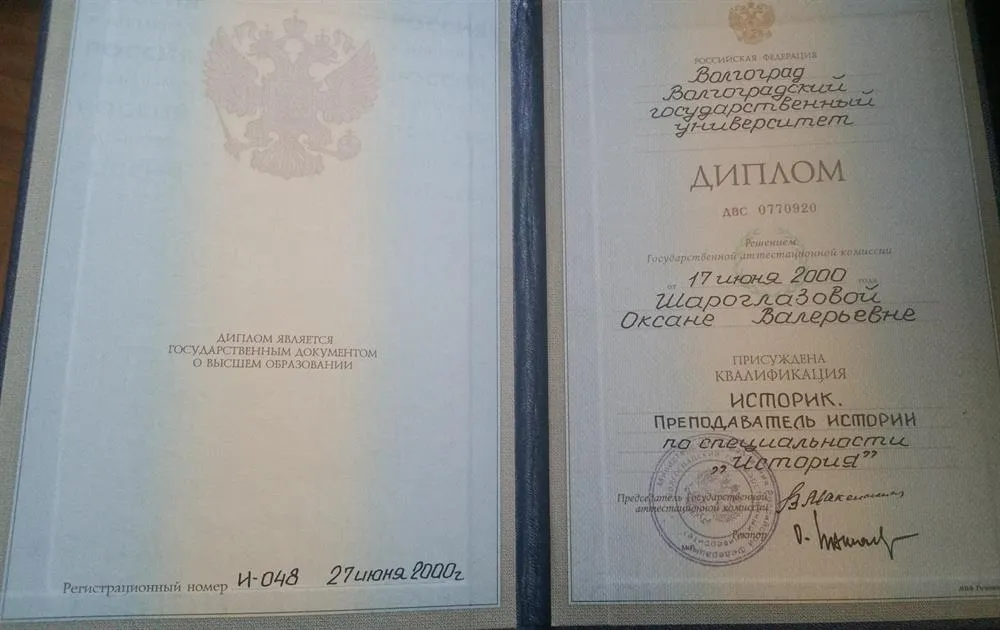 ДИПЛОМ ЯВЛЯЕТСЯ
ГОСУДАРСТВЕННЫМ ДОКУМЕНТОМ
О ВЫСШЕМ ОБРАЗОВАНИИ
Регистрационный номер И-048 27 июня 2000г
РОССИЙСКАЯ ФЕДЕРАЦИЯ
Волгоград
Волгоградский
государственный
университет
ДИПЛОМ
ДВС 0770920
Решением
Государственной аттестационной комиссии
от 17 июня 2000 года
Шароглазовой
Оксане Валерьевне
ПРИСУЖДЕНА
КВАЛИФИКАЦИЯ
ИСТОРИК.
ПРЕПОДАВАТЕЛЬ ИСТОРИИ
по специальности
„История”
Председатель Государственной
аттестационной комиссии
Ректор